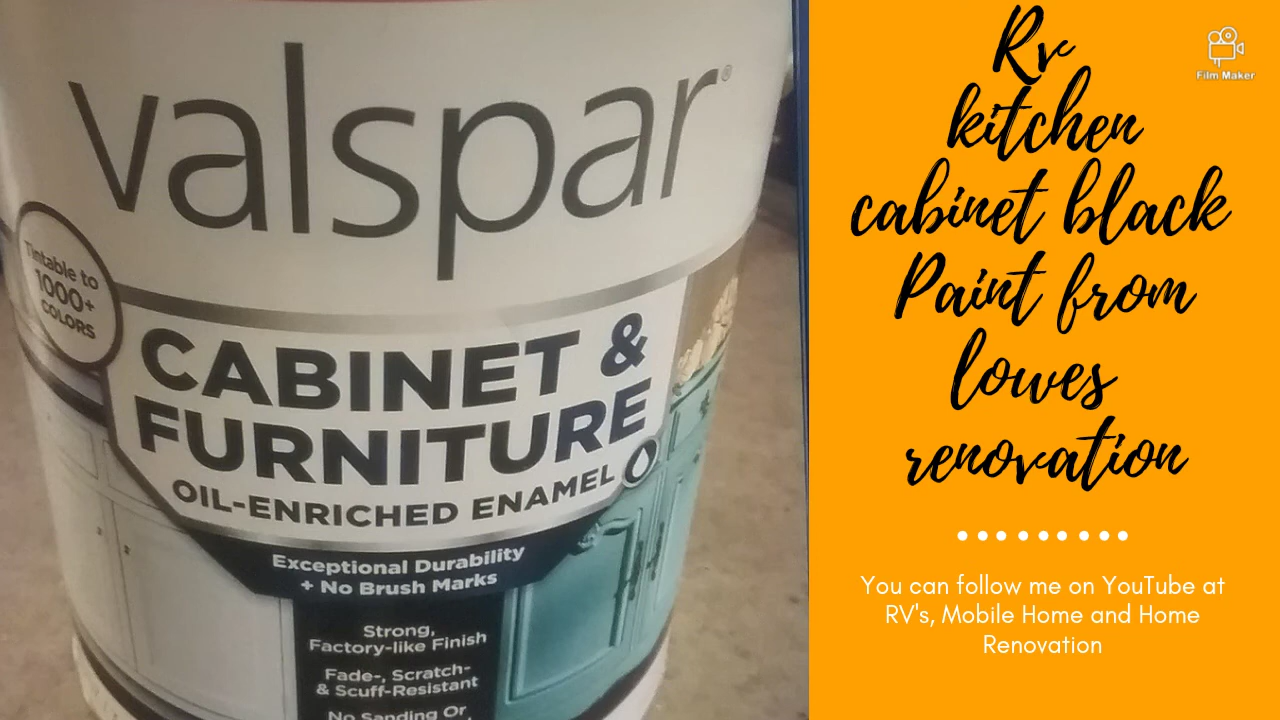 valspar®
Tintable to
1000+
COLORS
CABINET &
FURNITURE
OIL-ENRICHED ENAMEL
Exceptional Durability
+ No Brush Marks
Strong,
Factory-like Finish
Fade-, Scratch-
& Scuff-Resistant
No Sanding Or
Rv
kitchen
cabinet black
Paint from
lowes
renovation
You can follow me on YouTube at
RV's, Mobile Home and Home
Renovation
Film Maker